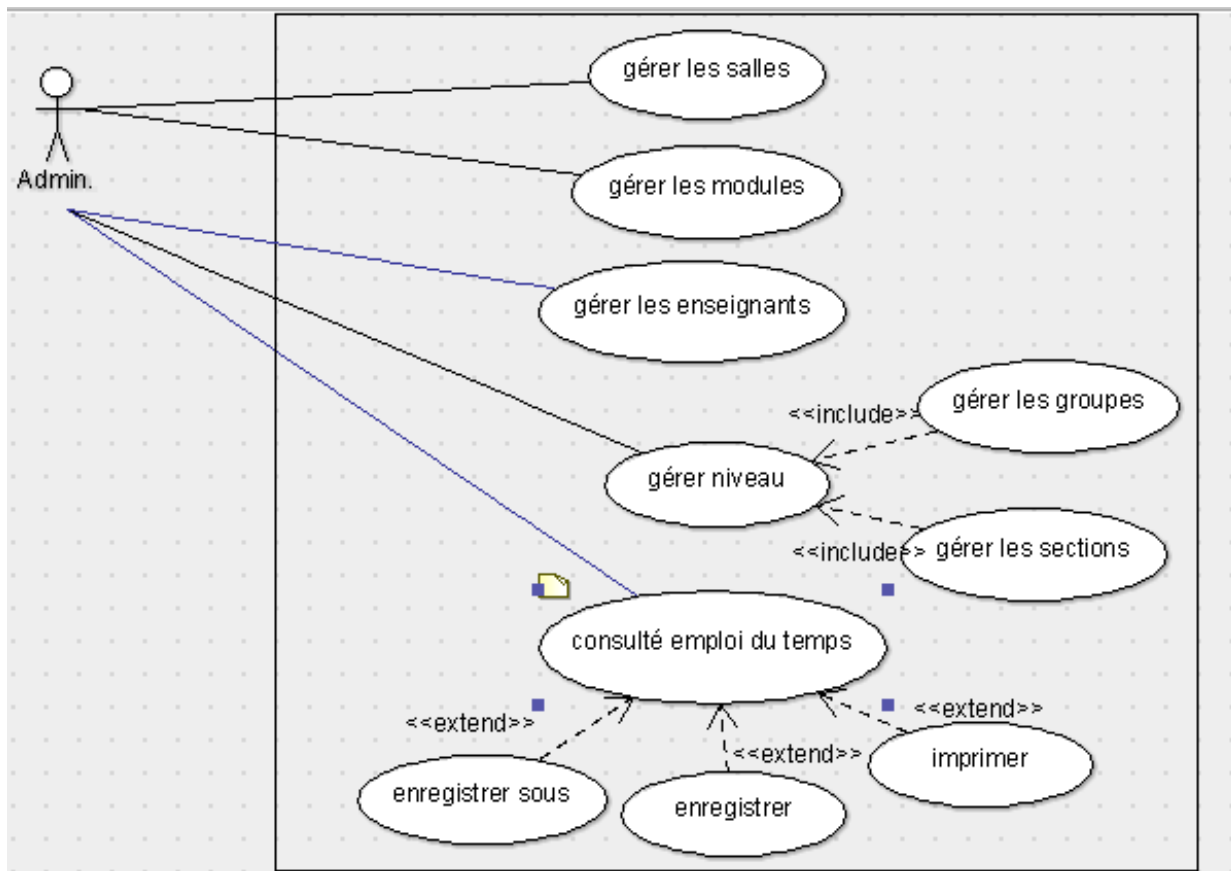 gérer les salles
Admin.
gérer les modules
gérer les enseignants
gérer les groupes
<<include>>
gérer niveau
gérer les sections
<<include>>
consulté emploi du temps
<<extend>>
<<extend>>
<<extend>>
imprimer
enregistrer sous
enregistrer